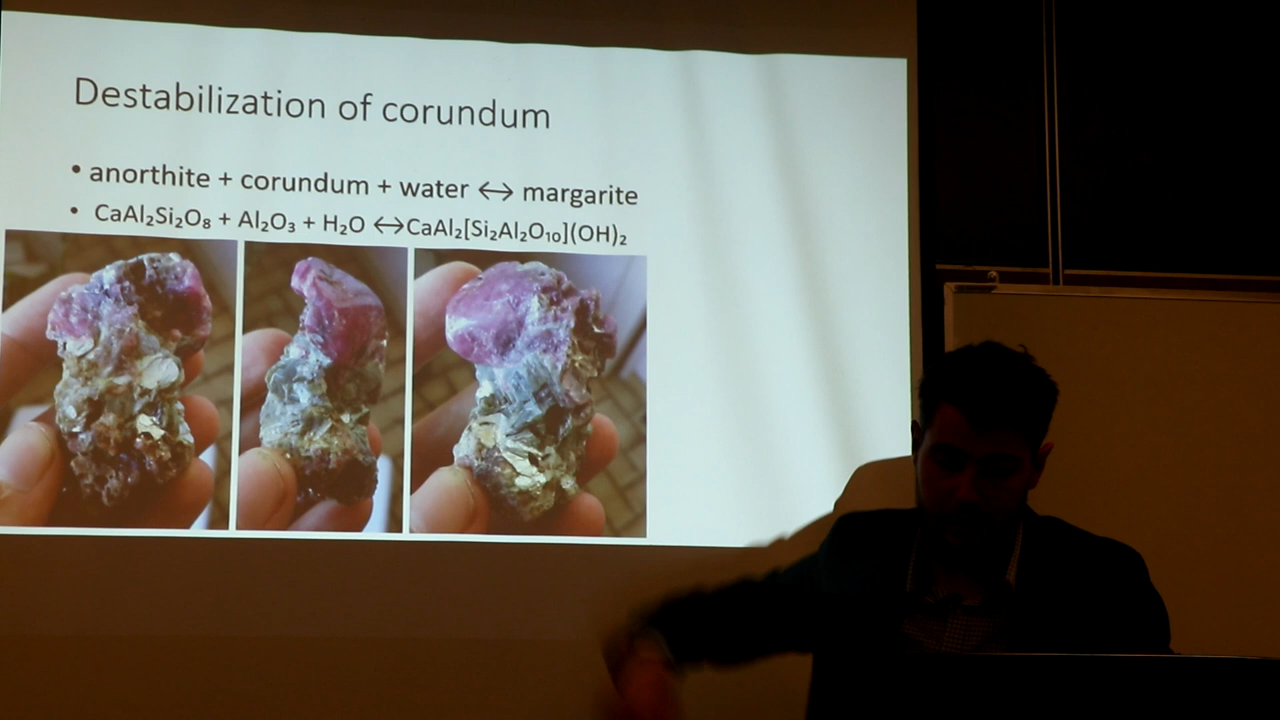 Destabilization of corundum
• anorthite + corundum + water ↔ margarite
• CaAl₂Si₂O₈ + Al₂O₃ + H₂O ↔CaAl₂[Si₂Al₂O₁₀](OH)₂